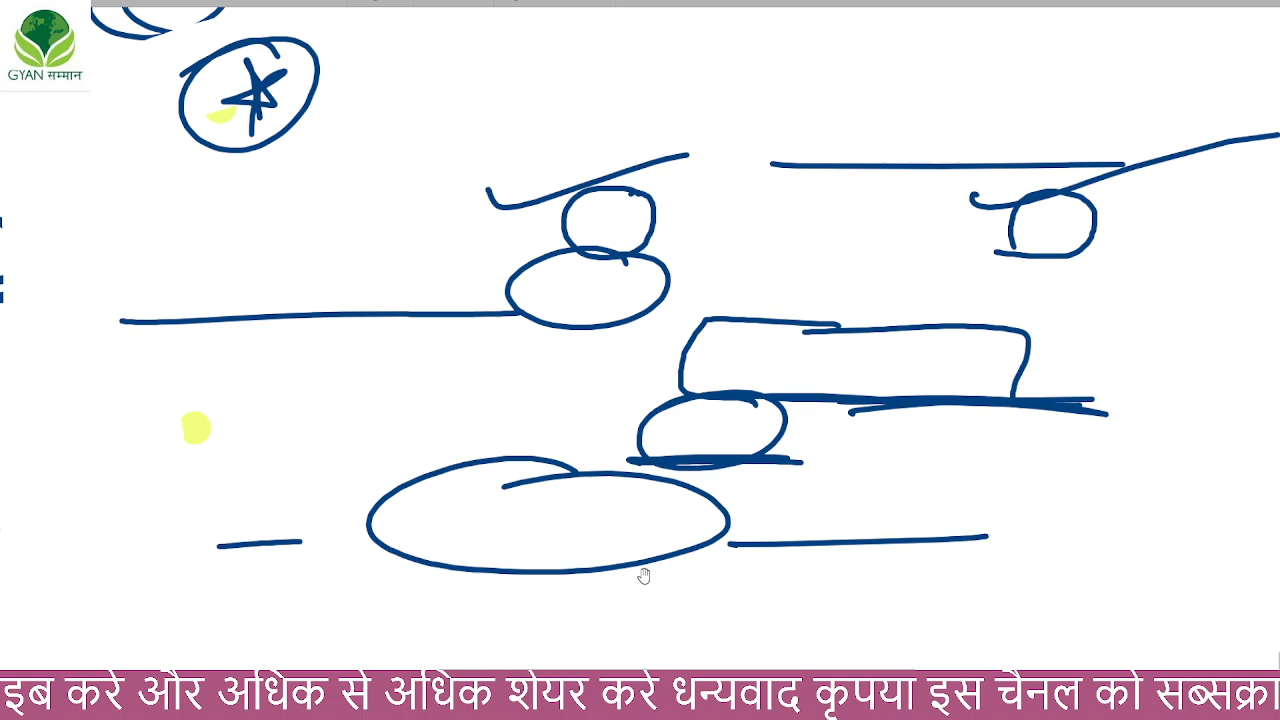 GYAN सम्मान
इब करे और अधिक से अधिक शेयर करे धन्यवाद कृपया इस चैनल को सब्सक्रा